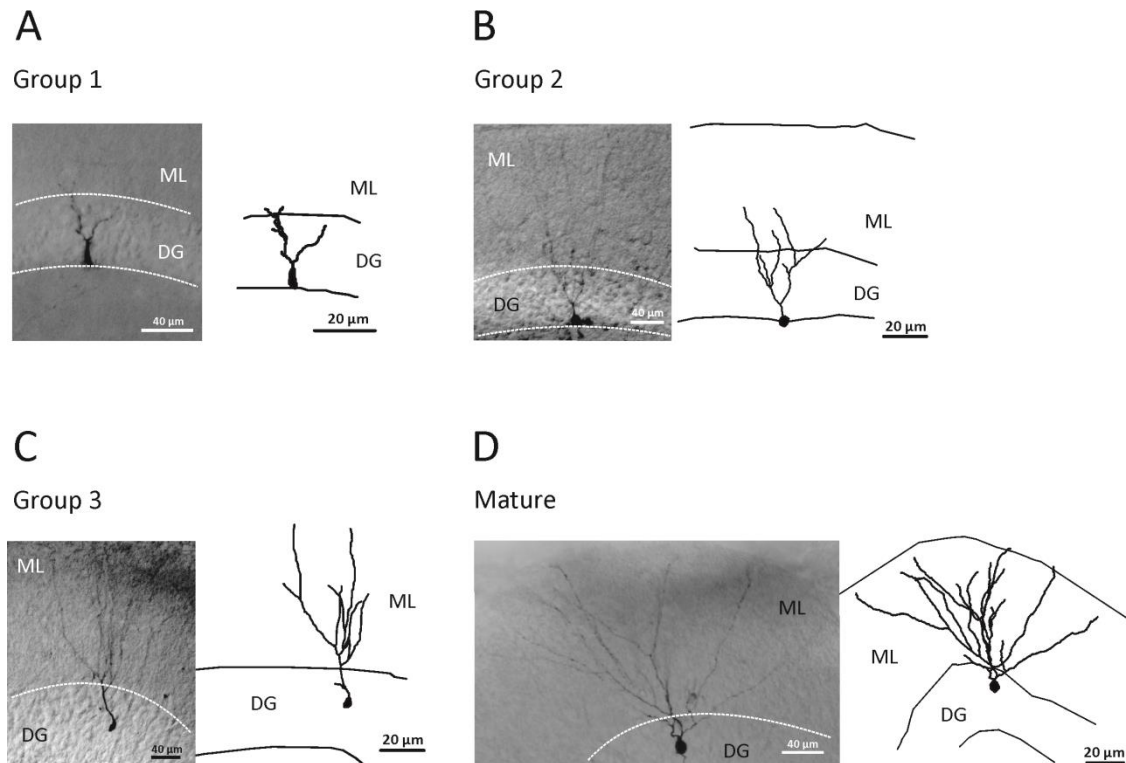 A
Group 1
ML
DG
40 µm
ML
DG
20 µm
B
Group 2
ML
DG
40 µm
ML
DG
20 µm
C
Group 3
ML
DG
40 µm
ML
DG
20 µm
D
Mature
ML
DG
40 µm
ML
DG
20 µm